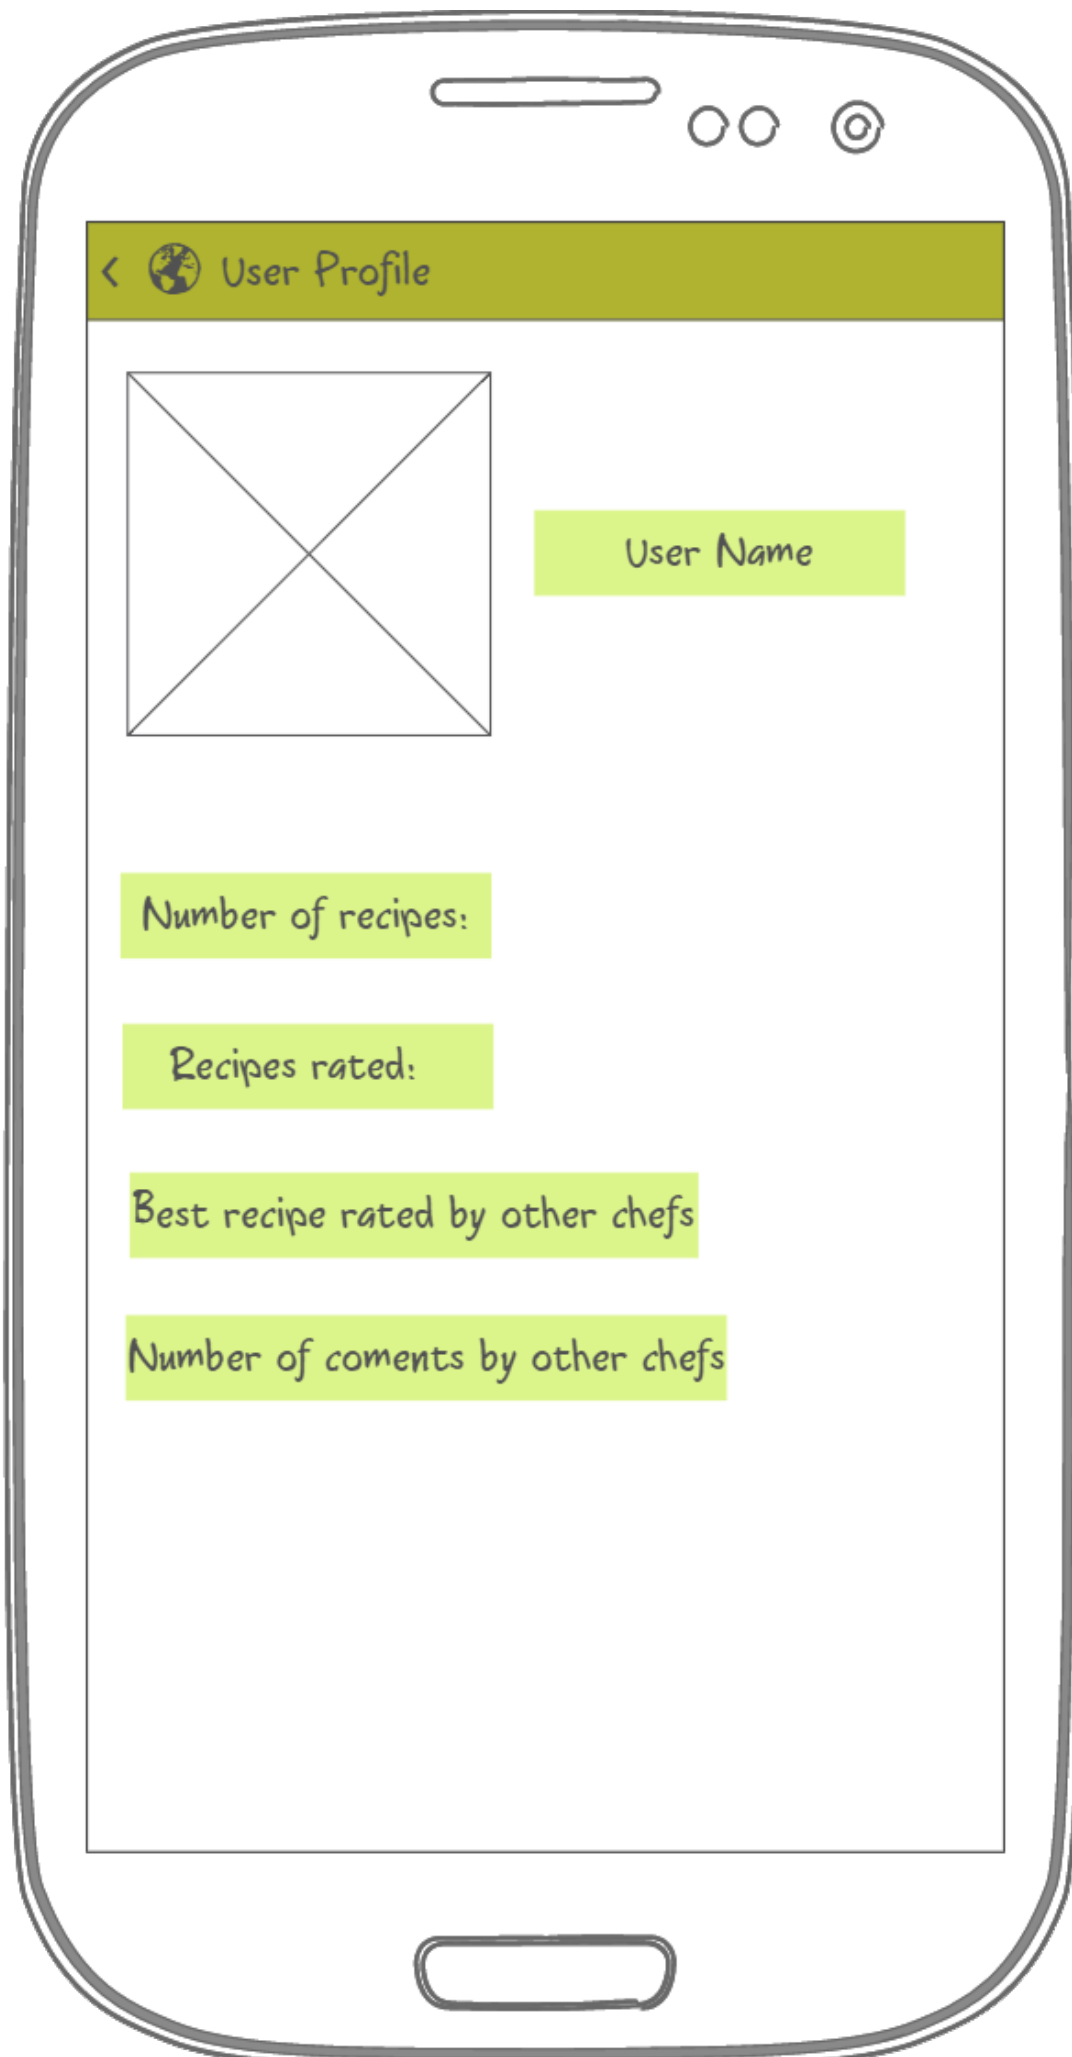 User Profile
User Name
Number of recipes:
Recipes rated:
Best recipe rated by other chefs
Number of coments by other chefs